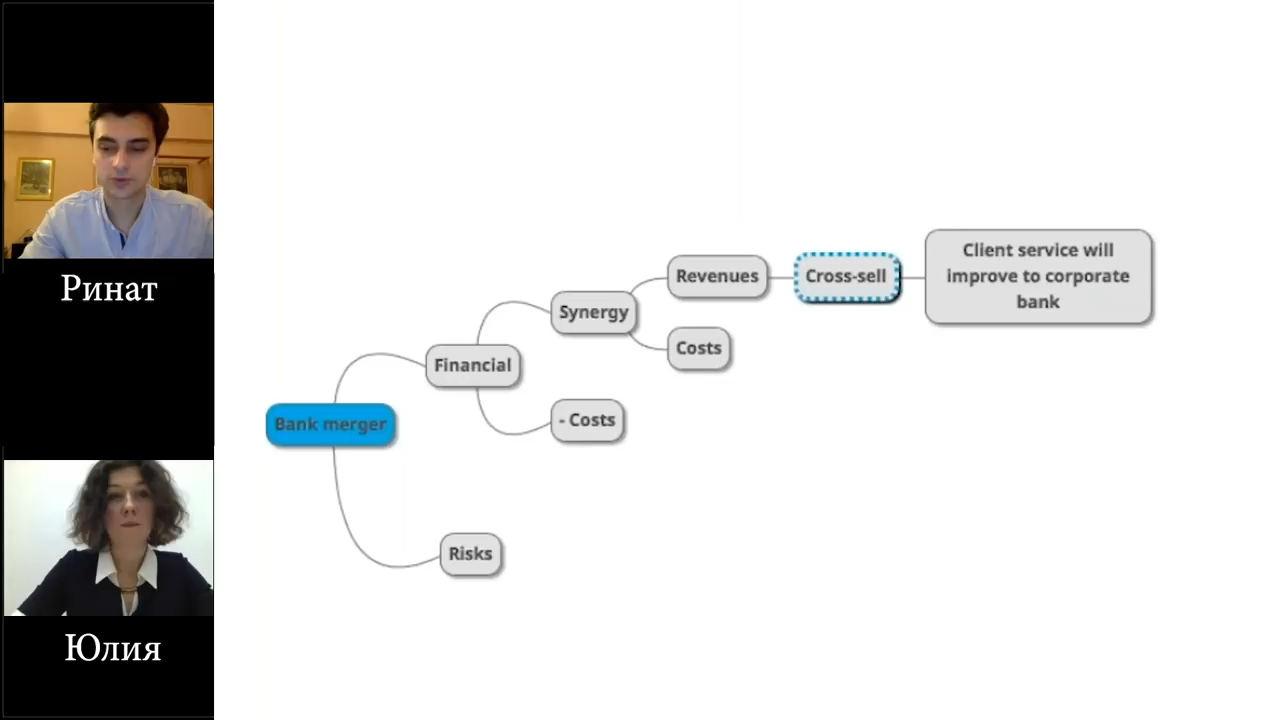 Ринат
Юлия
Bank merger
Financial
Synergy
Revenues
Cross-sell
Client service will
improve to corporate
bank
Costs
- Costs
Risks